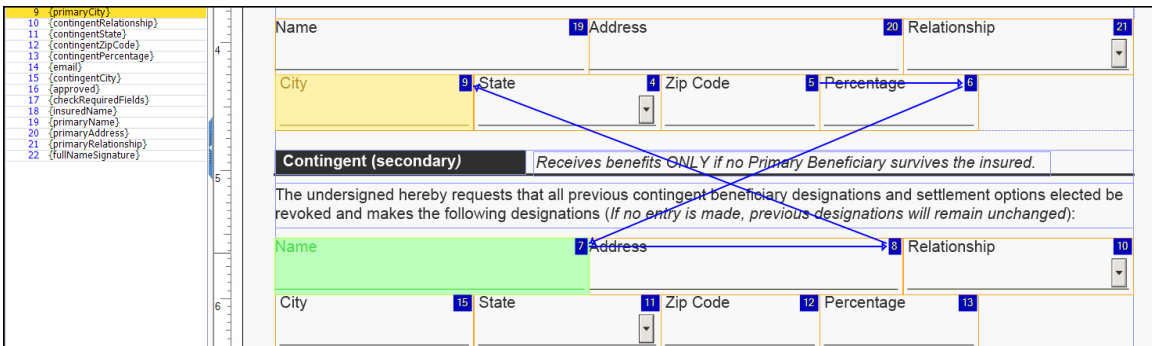 9 {primaryCity}
10 {contingentRelationship}
11 {contingentState}
12 {contingentZipCode}
13 {contingentPercentage}
14 {email}
15 {contingentCity}
16 {approved}
17 {checkRequiredFields}
18 {insuredName}
19 {primaryName}
20 {primaryAddress}
21 {primaryRelationship}
22 {fullNameSignature}
4
5
6
Name 19 Address 20 Relationship 21
City 9 State 4 Zip Code 5 Percentage 6
Contingent (secondary) Receives benefits ONLY if no Primary Beneficiary survives the insured.
The undersigned hereby requests that all previous contingent beneficiary designations and settlement options elected be
revoked and makes the following designations (If no entry is made, previous designations will remain unchanged):
Name 7 Address 8 Relationship 10
City 15 State 11 Zip Code 12 Percentage 13